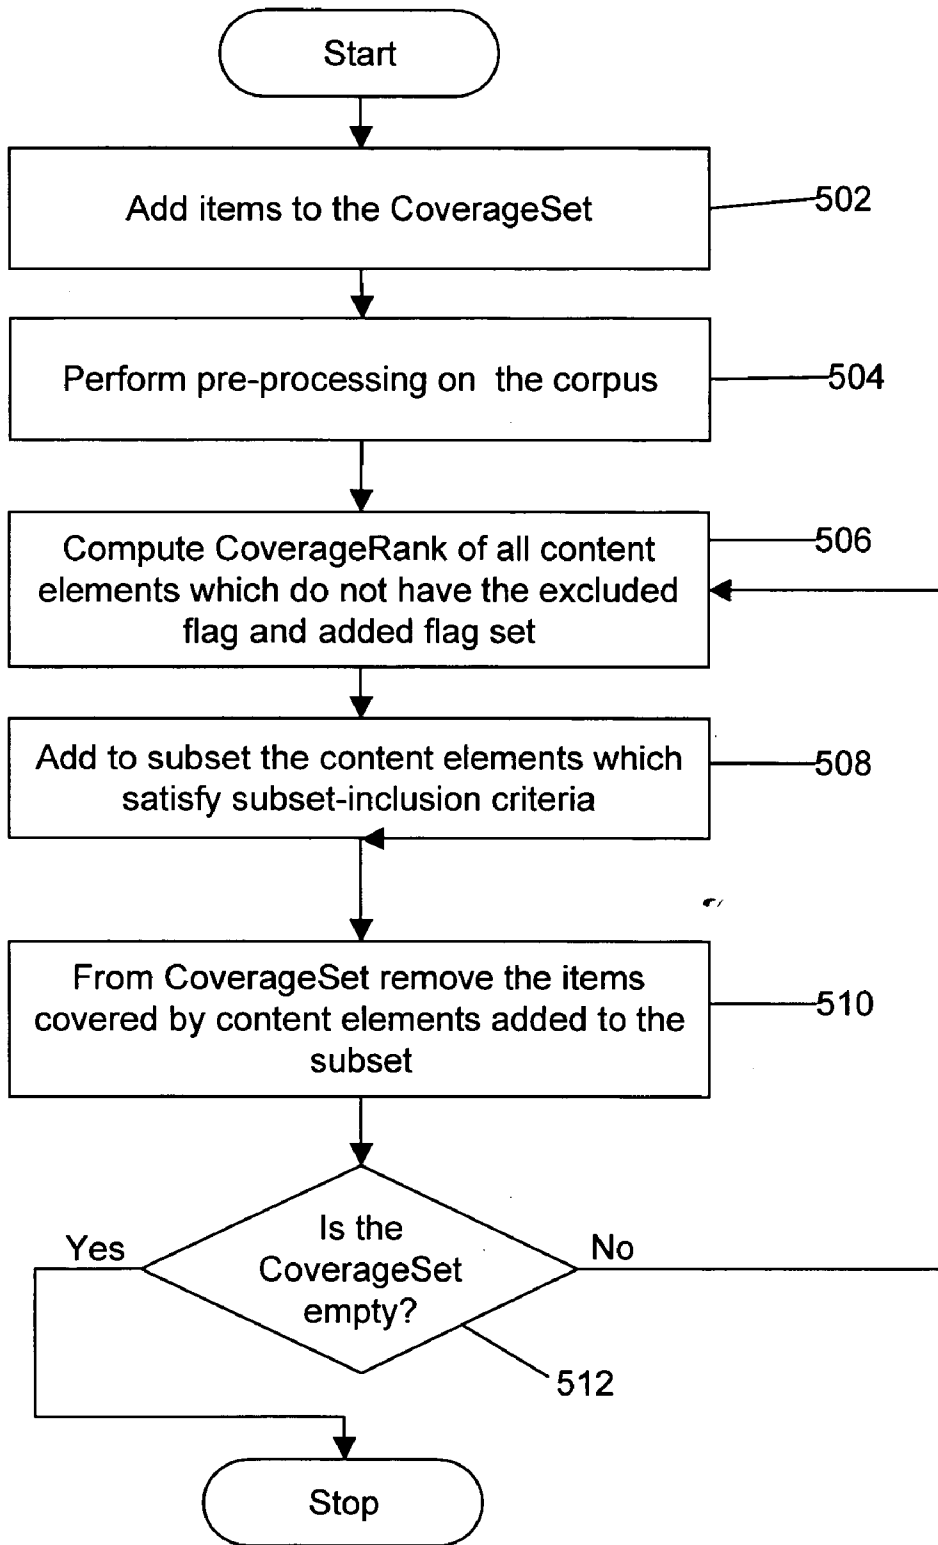 Start
Add items to the CoverageSet
502
Perform pre-processing on the corpus
504
Compute CoverageRank of all content
elements which do not have the excluded
flag and added flag set
506
Add to subset the content elements which
satisfy subset-inclusion criteria
508
From CoverageSet remove the items
covered by content elements added to the
subset
510
Is the
CoverageSet
empty?
Yes
No
512
Stop